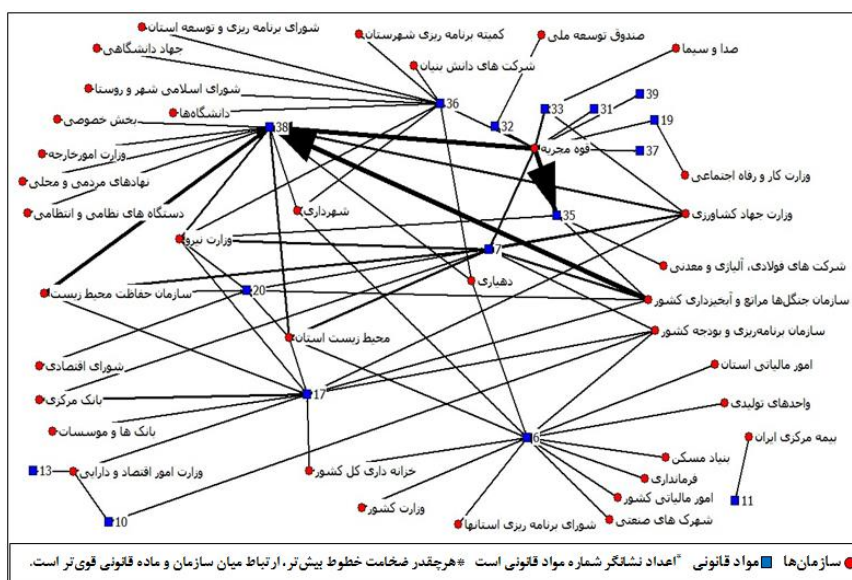 شورای برنامه ریزی و توسعه استان
کمیته برنامه ریزی شهرستان
صندوق توسعه ملی
جهاد دانشگاهی
صدا و سیما
شرکت های دانش بنیان
شورای اسلامی شهر و روستا
39
36
33
31
دانشگاه‌ها
19
بخش خصوصی
38
32
قوه مجریه
37
وزارت امورخارجه
وزارت کار و رفاه اجتماعی
نهادهای مردمی و محلی
دستگاه های نظامی و انتظامی
شهرداری
35
وزارت جهاد کشاورزی
وزارت نیرو
7
شرکت های فولادی، آلیاژی و معدنی
دهیاری
سازمان حفاظت محیط زیست
20
سازمان جنگل‌ها مراتع و آبخیزداری کشور
محیط زیست استان
سازمان برنامه‌ریزی و بودجه کشور
شورای اقتصادی
امور مالیاتی استان
17
بانک مرکزی
واحدهای تولیدی
بانک ها و موسسات
6
بیمه مرکزی ایران
بنیاد مسکن
13
وزارت امور اقتصاد و دارایی
خزانه داری کل کشور
فرمانداری
امور مالیاتی کشور
11
وزارت کشور
10
شورای برنامه ریزی استانها
شهرک های صنعتی
سازمان‌ها مواد قانونی *اعداد نشانگر شماره مواد قانونی است *هرچقدر ضخامت خطوط بیش‌تر، ارتباط میان سازمان و ماده قانونی قوی‌تر است.